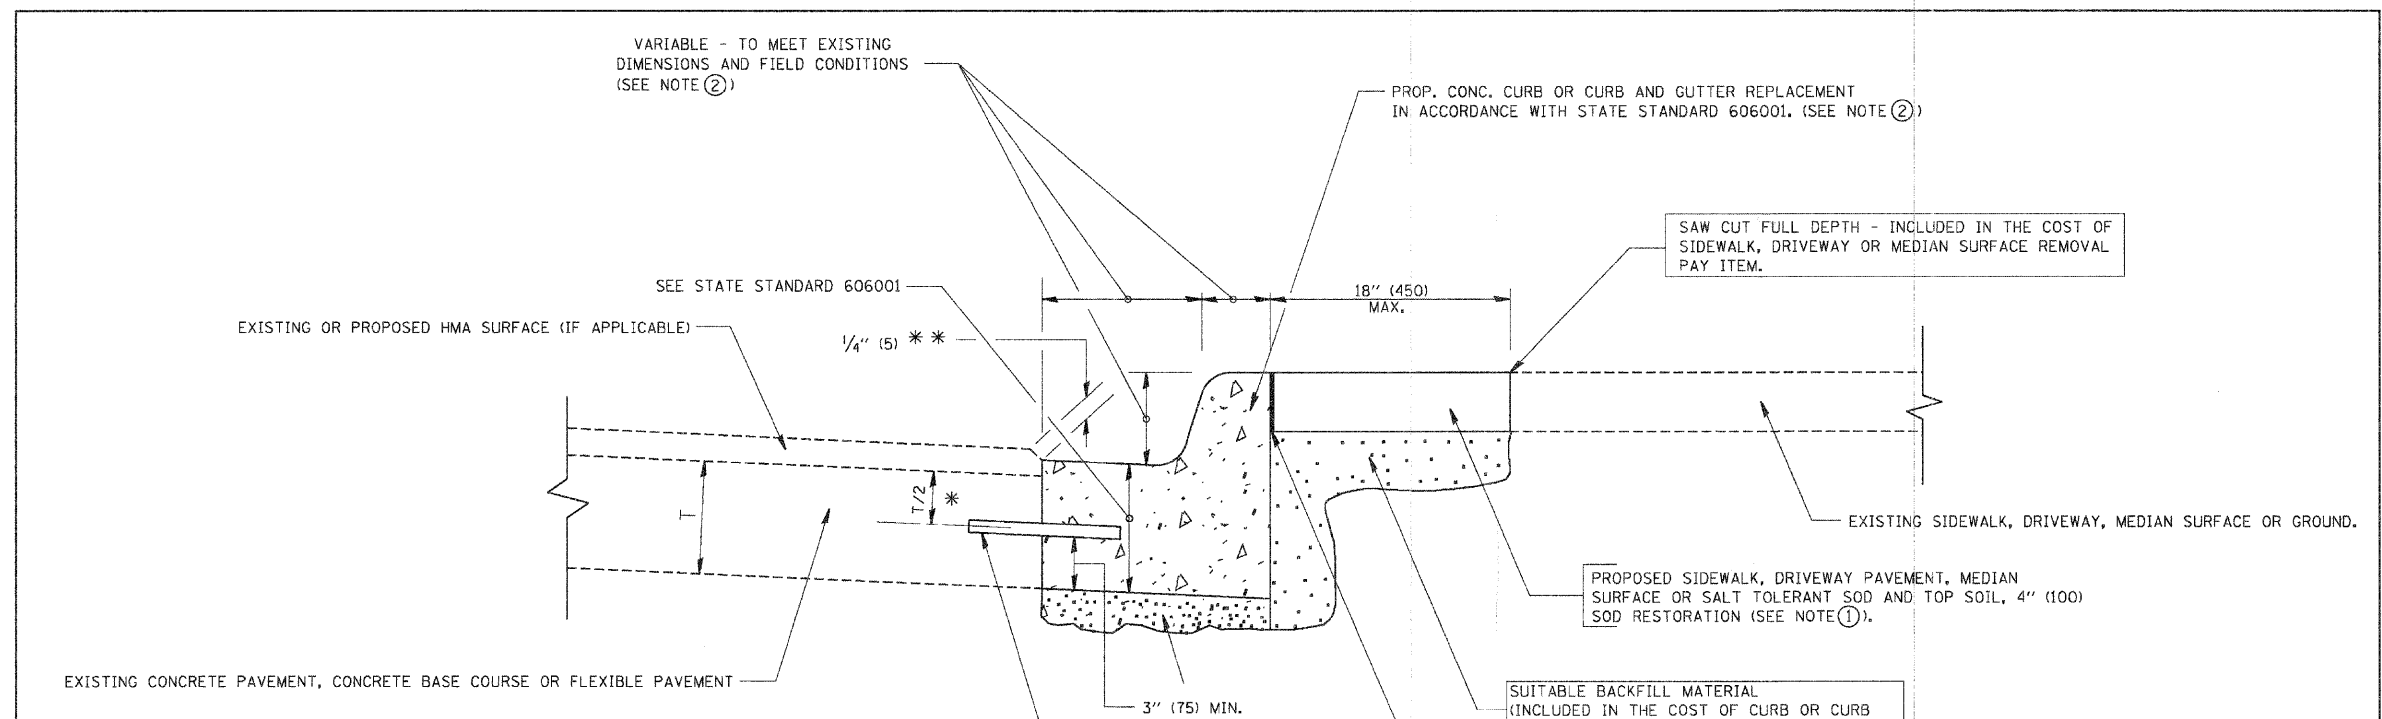 VARIABLE - TO MEET EXISTING
DIMENSIONS AND FIELD CONDITIONS
(SEE NOTE ②)
PROP. CONC. CURB OR CURB AND GUTTER REPLACEMENT
IN ACCORDANCE WITH STATE STANDARD 606001. (SEE NOTE ②)
SAW CUT FULL DEPTH - INCLUDED IN THE COST OF
SIDEWALK, DRIVEWAY OR MEDIAN SURFACE REMOVAL
PAY ITEM.
SEE STATE STANDARD 606001
18" (450)
MAX.
EXISTING OR PROPOSED HMA SURFACE (IF APPLICABLE)
1/4" (5) * *
T
T/2 *
EXISTING SIDEWALK, DRIVEWAY, MEDIAN SURFACE OR GROUND.
PROPOSED SIDEWALK, DRIVEWAY PAVEMENT, MEDIAN
SURFACE OR SALT TOLERANT SOD AND TOP SOIL, 4" (100)
SOD RESTORATION (SEE NOTE ①).
EXISTING CONCRETE PAVEMENT, CONCRETE BASE COURSE OR FLEXIBLE PAVEMENT
3" (75) MIN.
SUITABLE BACKFILL MATERIAL
(INCLUDED IN THE COST OF CURB OR CURB